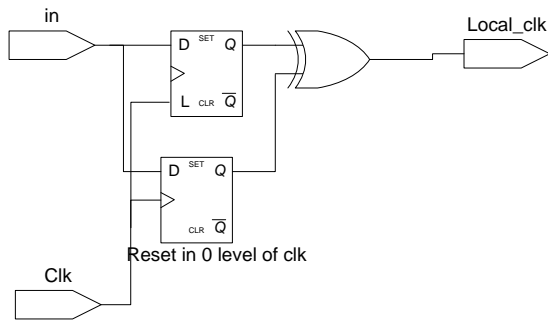 in
Local_clk
D SET Q
L CLR Q
D SET Q
CLR Q
Reset in 0 level of clk
Clk